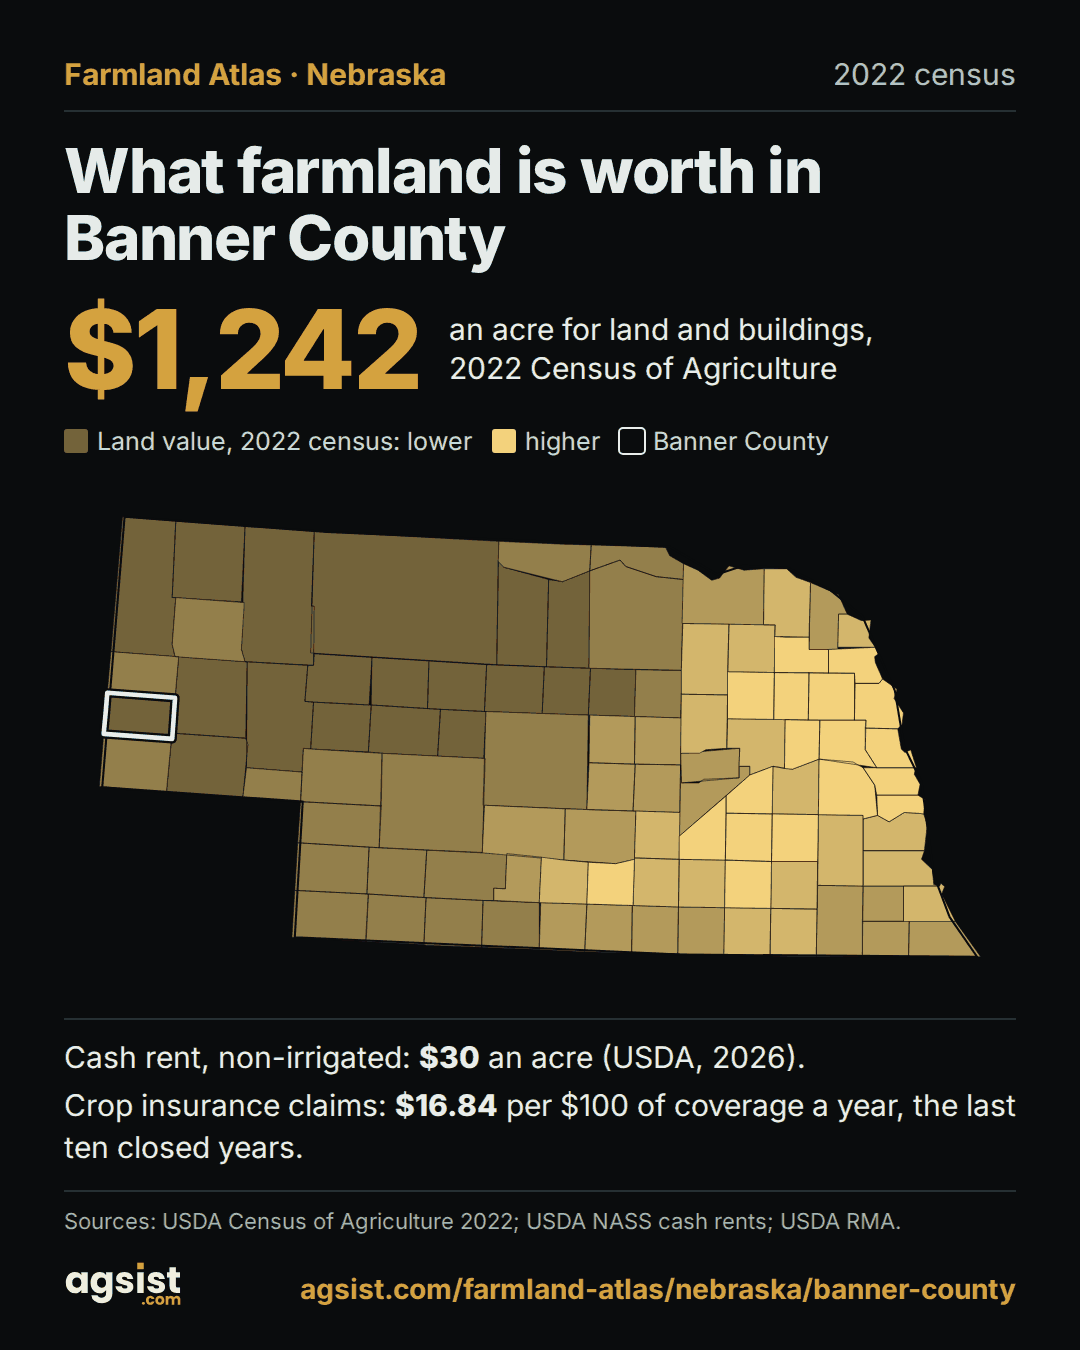 Farmland Atlas · Nebraska
2022 census
What farmland is worth in
Banner County
$1,242
an acre for land and buildings,
2022 Census of Agriculture
Land value, 2022 census: lower
higher
Banner County
Cash rent, non-irrigated: $30 an acre (USDA, 2026).
Crop insurance claims: $16.84 per $100 of coverage a year, the last
ten closed years.
Sources: USDA Census of Agriculture 2022; USDA NASS cash rents; USDA RMA.
agsist
.com
agsist.com/farmland-atlas/nebraska/banner-county